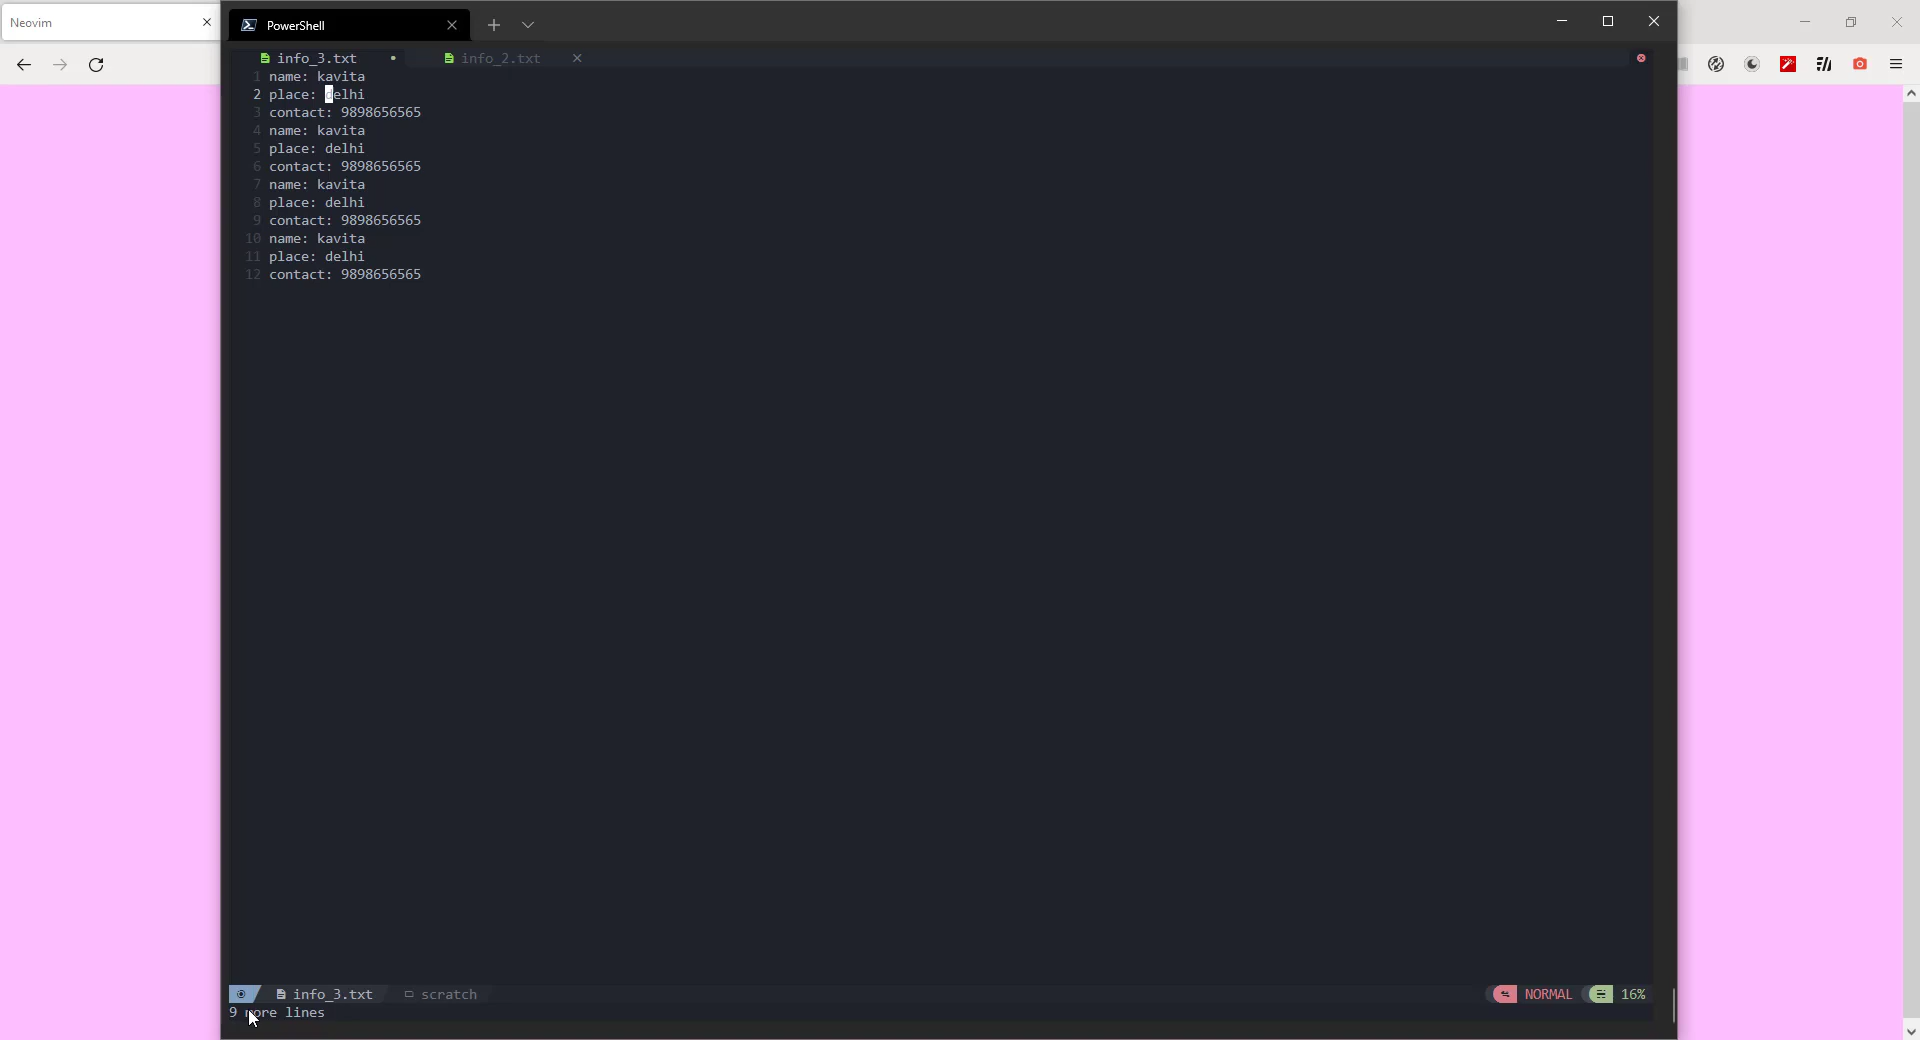 Neovim
PowerShell
info_3.txt info_2.txt
1 name: kavita
2 place: delhi
3 contact: 9898656565
4 name: kavita
5 place: delhi
6 contact: 9898656565
7 name: kavita
8 place: delhi
9 contact: 9898656565
10 name: kavita
11 place: delhi
12 contact: 9898656565
info_3.txt scratch NORMAL 16%
9 more lines